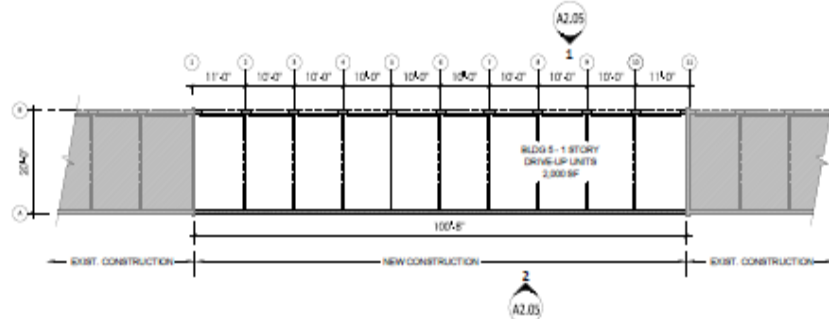 A2.05
1
1 2 3 4 5 6 7 8 9 10 11
11'-0" 10'-0" 10'-0" 10'-0" 10'-0" 10'-0" 10'-0" 10'-0" 10'-0" 11'-0"
B
20'-0"
BLDG 5 - 1 STORY
DRIVE-UP UNITS
2,000 SF
A
100'-8"
EXIST. CONSTRUCTION NEW CONSTRUCTION EXIST. CONSTRUCTION
2
A2.05